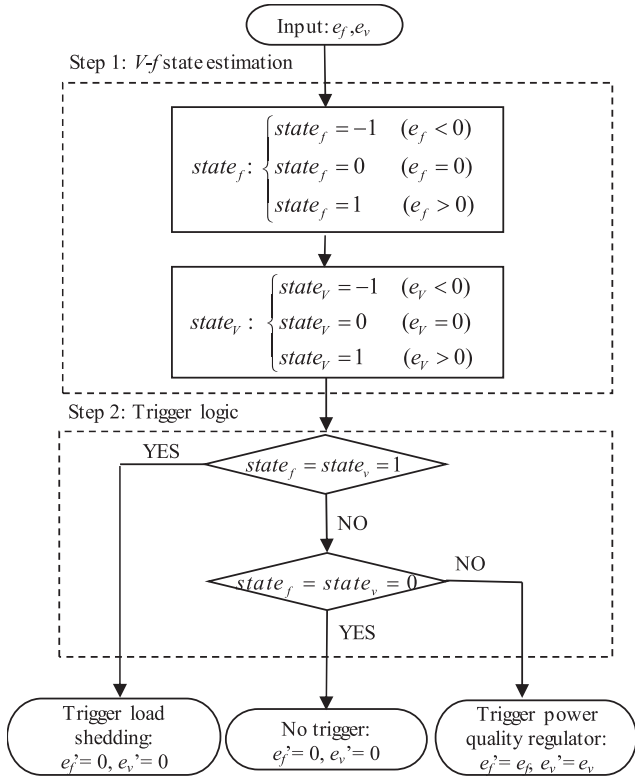 Input: e_f,e_v
Step 1: V-f state estimation
state_f = −1 (e_f < 0)
state_f: { state_f = 0 (e_f = 0)
state_f = 1 (e_f > 0)
state_V = −1 (e_V < 0)
state_V: { state_V = 0 (e_V = 0)
state_V = 1 (e_V > 0)
Step 2: Trigger logic
YES
state_f = state_v = 1
NO
NO
state_f = state_v = 0
YES
Trigger load
shedding:
e_f’= 0, e_v’= 0
No trigger:
e_f’= 0, e_v’= 0
Trigger power
quality regulator:
e_f’= e_f, e_v’= e_v